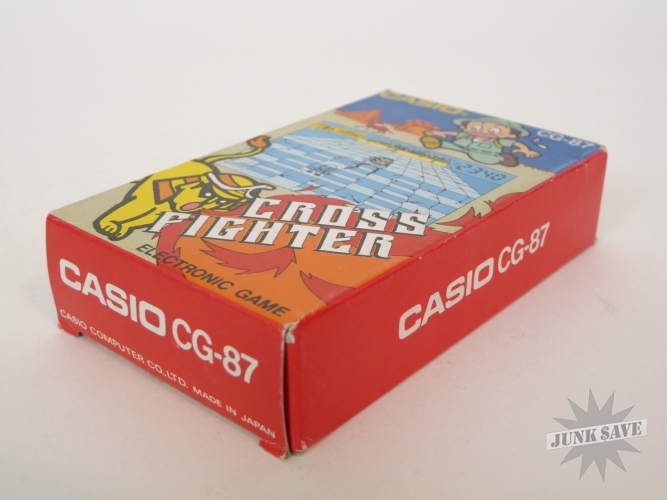 CASIO
CG-87
2340
CROSS
FIGHTER
ELECTRONIC GAME
CASIO CG-87
CASIO COMPUTER CO.,LTD. MADE IN JAPAN
CASIO CG-87
JUNK SAVE